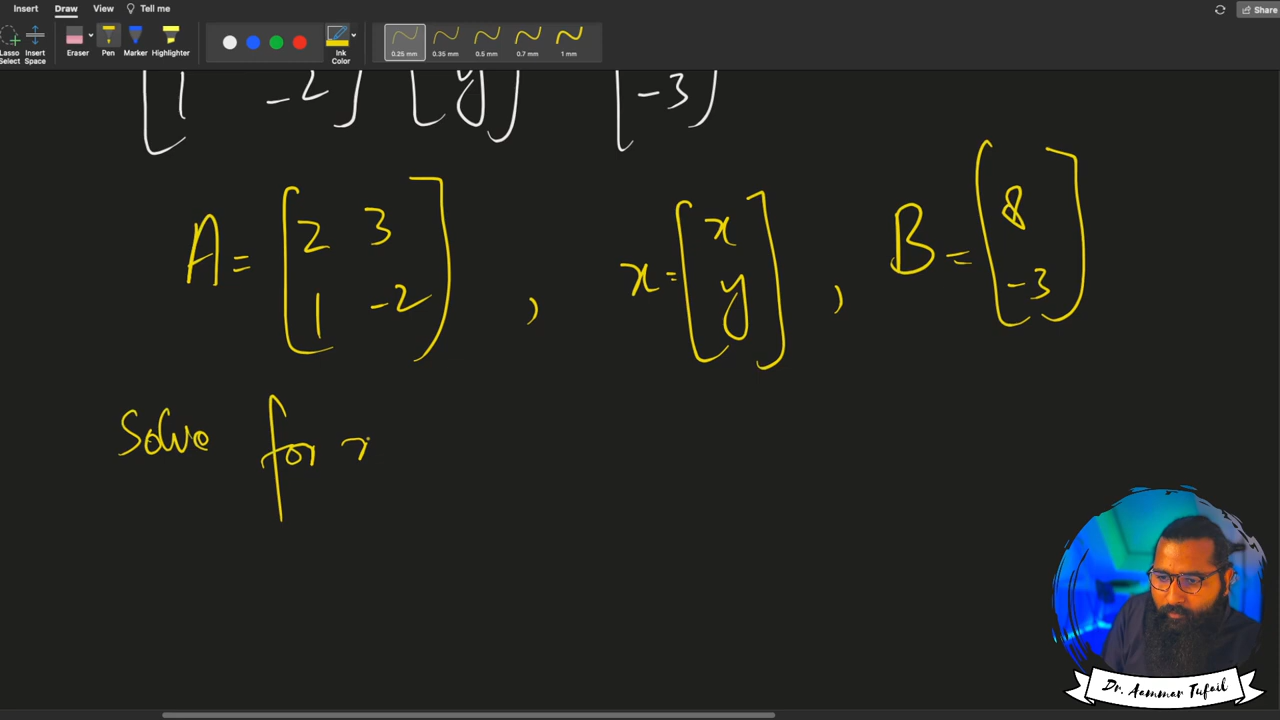 Insert Draw View Tell me Share
Lasso Select Insert Space Eraser Pen Marker Highlighter Ink Color 0.25 mm 0.35 mm 0.5 mm 0.7 mm 1 mm
[1 -2] [y] [-3]
A = [2 3
1 -2] , x = [x
y] , B = [8
-3]
Solve for x
Dr. Aammar Tufail